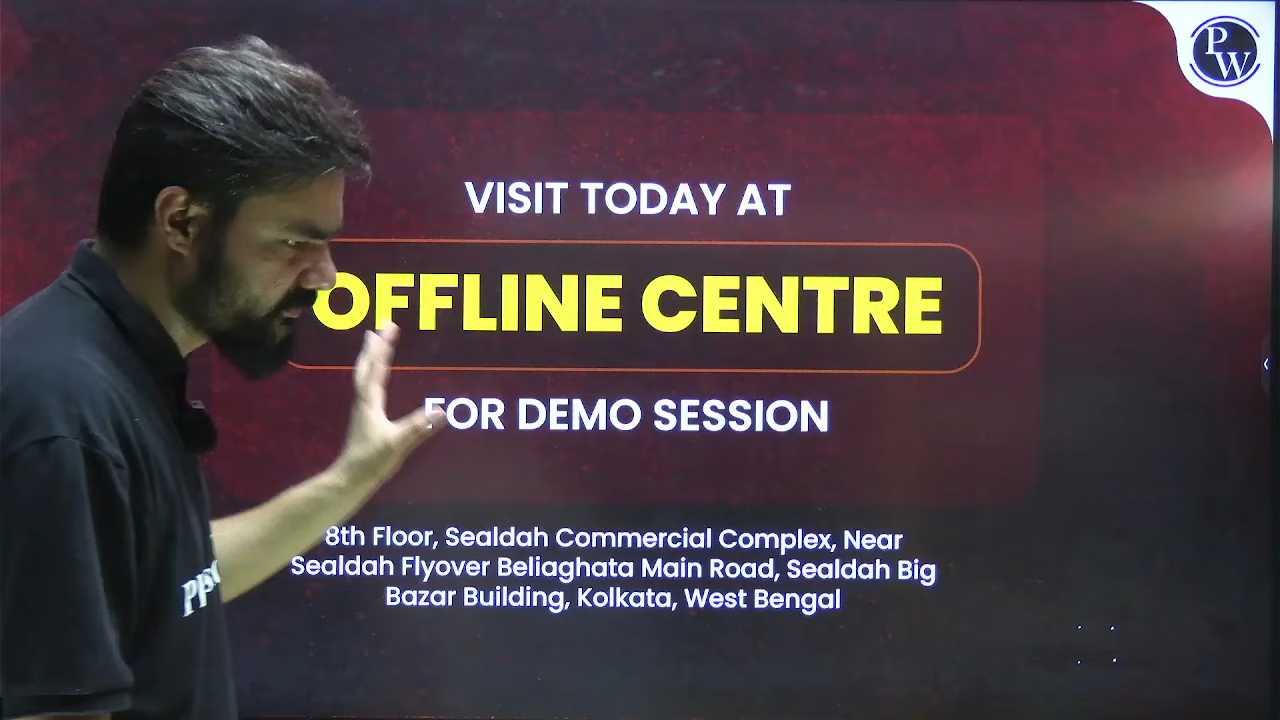 PW
VISIT TODAY AT
OFFLINE CENTRE
FOR DEMO SESSION
8th Floor, Sealdah Commercial Complex, Near
Sealdah Flyover Beliaghata Main Road, Sealdah Big
Bazar Building, Kolkata, West Bengal